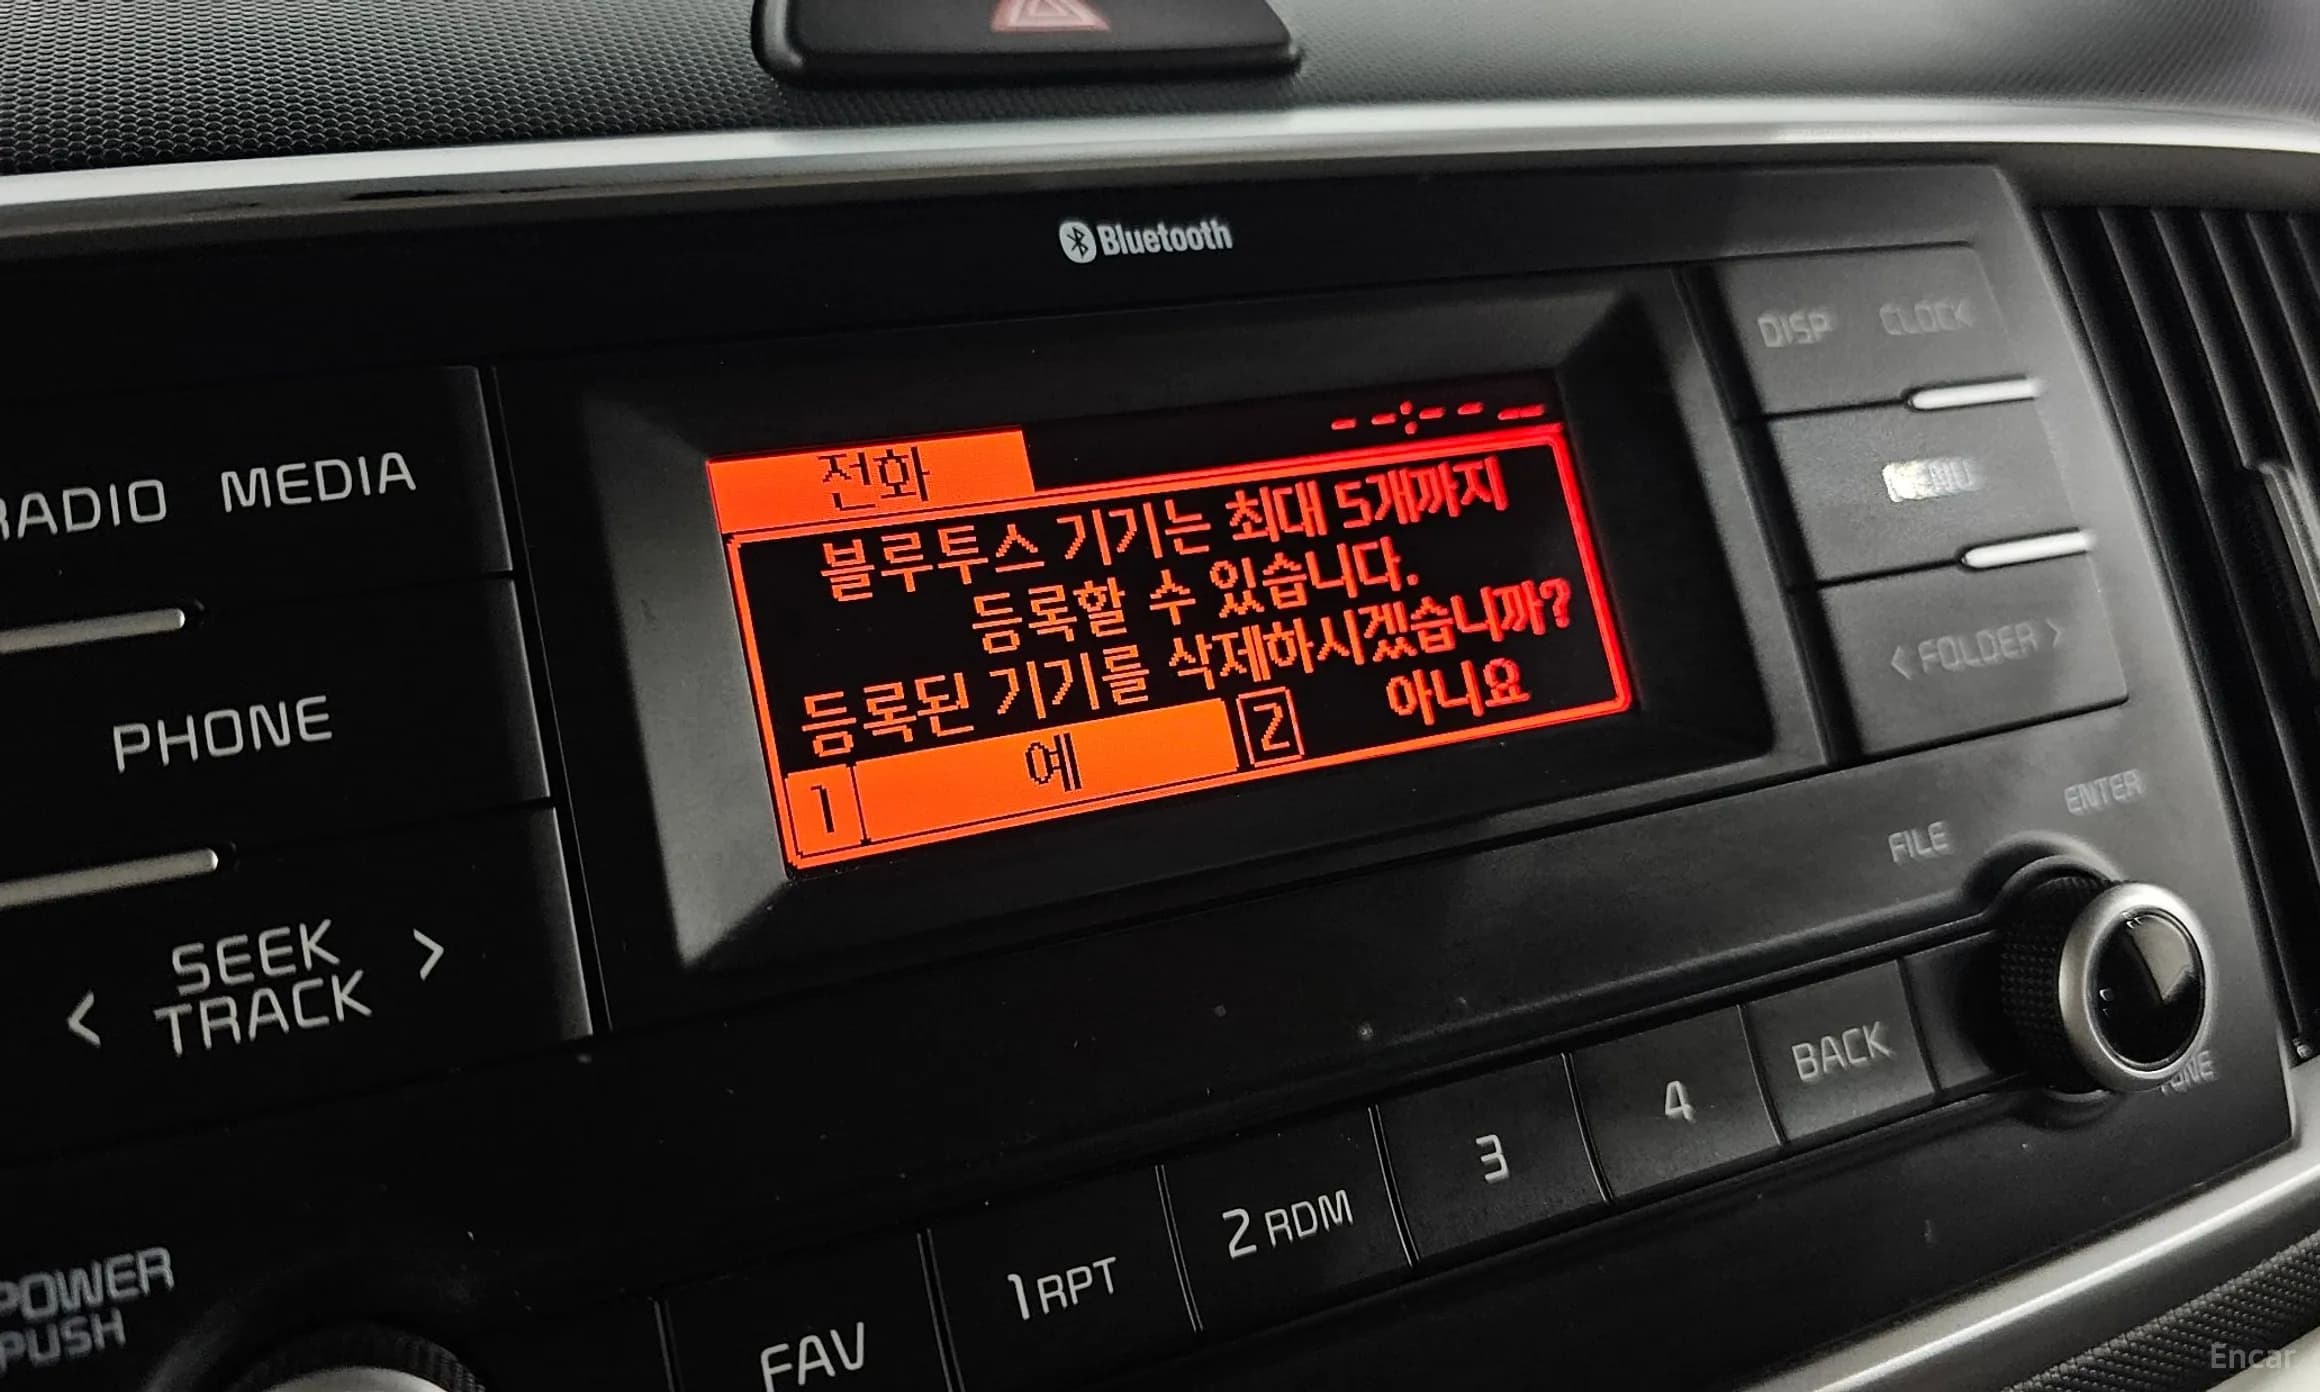 Bluetooth
DISP CLOCK
RADIO MEDIA
전화 --:-- --
블루투스 기기는 최대 5개까지
등록할 수 있습니다.
등록된 기기를 삭제하시겠습니까?
1 예 2 아니요
MENU
PHONE
< FOLDER >
< SEEK TRACK >
FILE
ENTER
TUNE
POWER
PUSH
FAV 1 RPT 2 RDM 3 4 BACK
Encar